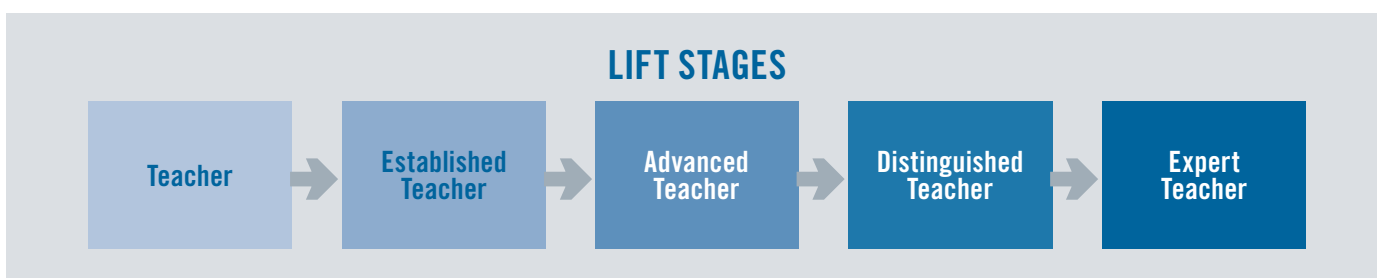 LIFT STAGES
Teacher
Established
Teacher
Advanced
Teacher
Distinguished
Teacher
Expert
Teacher